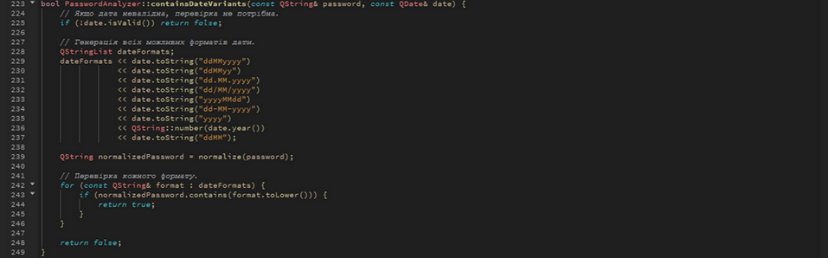 223 bool PasswordAnalyzer::containsDateVariants(const QString& password, const QDate& date) {
224 // Якщо дата невалідна, перевірка не потрібна.
225 if (!date.isValid()) return false;
226
227 // Генерація всіх можливих форматів дати.
228 QStringList dateFormats;
229 dateFormats << date.toString("ddMMyyyy")
230 << date.toString("ddMMyy")
231 << date.toString("dd.MM.yyyy")
232 << date.toString("dd/MM/yyyy")
233 << date.toString("yyyyMMdd")
234 << date.toString("dd-MM-yyyy")
235 << date.toString("yyyy")
236 << QString::number(date.year())
237 << date.toString("ddMM");
238
239 QString normalizedPassword = normalize(password);
240
241 // Перевірка кожного формату.
242 for (const QString& format : dateFormats) {
243 if (normalizedPassword.contains(format.toLower())) {
244 return true;
245 }
246 }
247
248 return false;
249 }